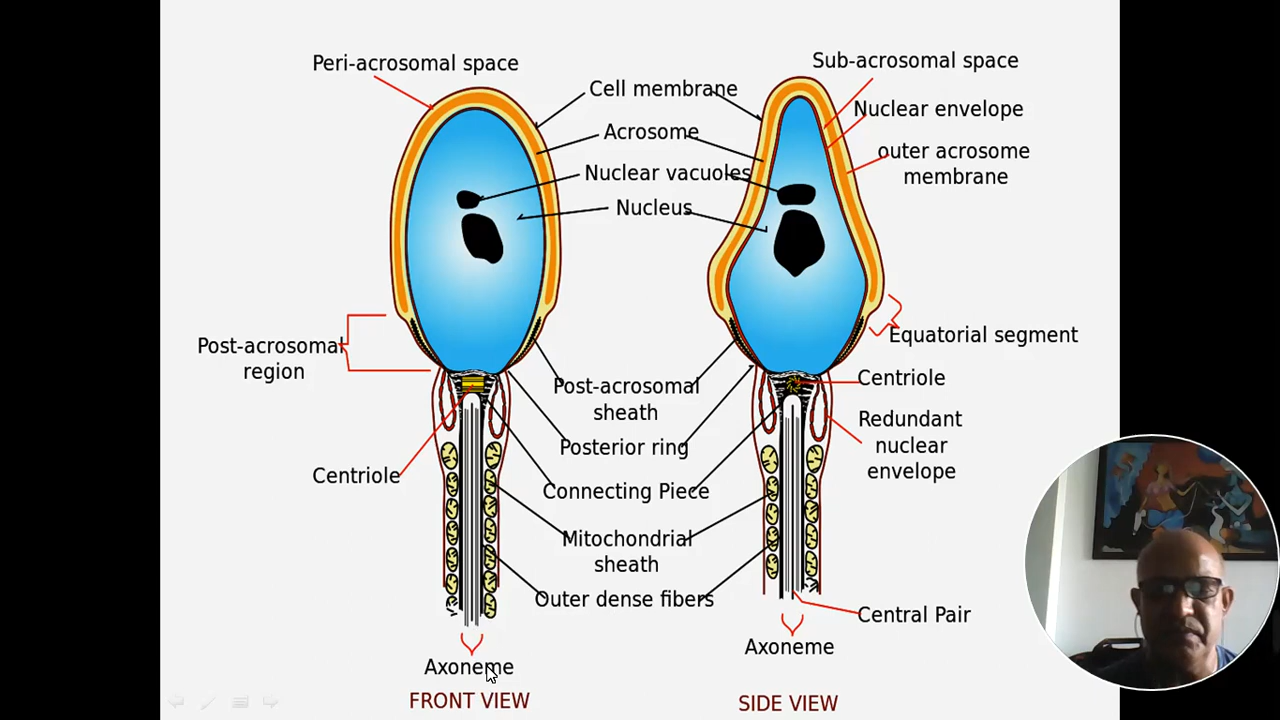 Peri-acrosomal space
Sub-acrosomal space
Cell membrane
Nuclear envelope
Acrosome
outer acrosome
membrane
Nuclear vacuoles
Nucleus
Post-acrosomal
region
Equatorial segment
Post-acrosomal
sheath
Centriole
Redundant
nuclear
envelope
Posterior ring
Centriole
Connecting Piece
Mitochondrial
sheath
Outer dense fibers
Central Pair
Axoneme
Axoneme
FRONT VIEW
SIDE VIEW